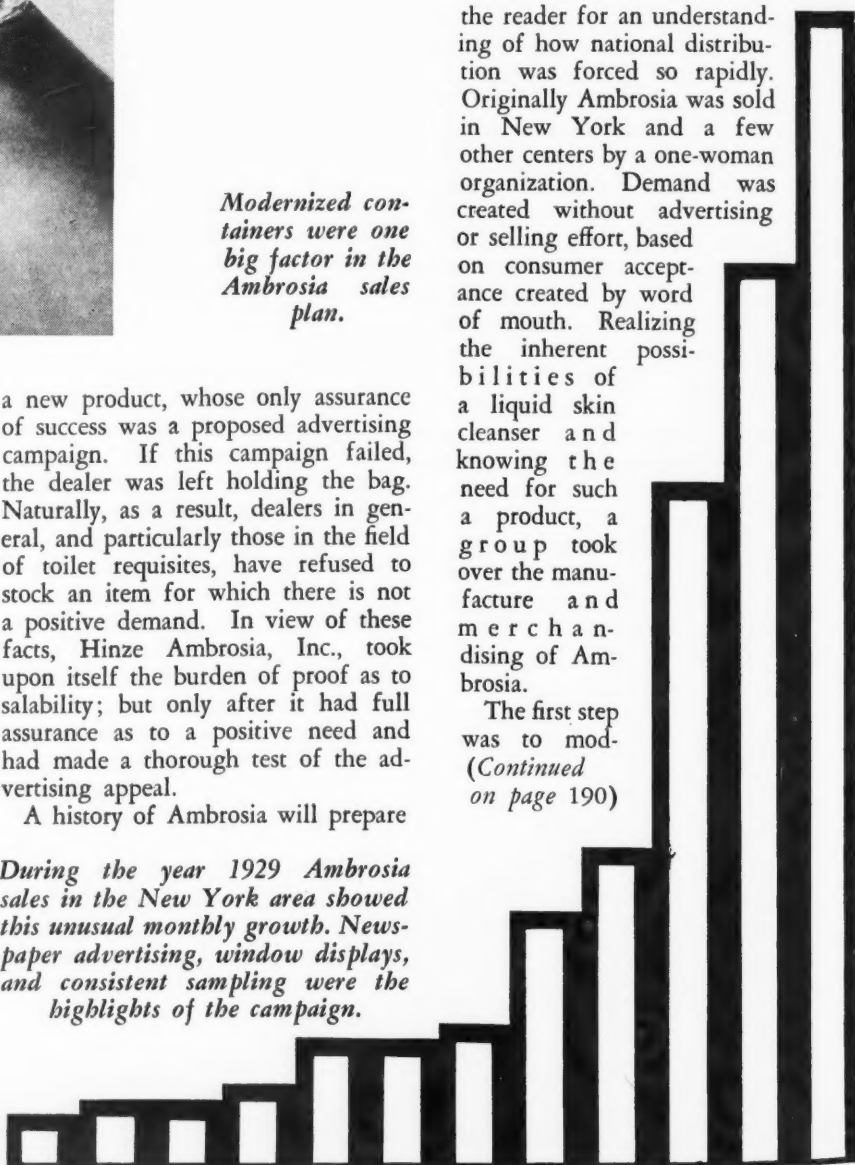 Modernized con-
tainers were one
big factor in the
Ambrosia sales
plan.
a new product, whose only assurance
of success was a proposed advertising
campaign. If this campaign failed,
the dealer was left holding the bag.
Naturally, as a result, dealers in gen-
eral, and particularly those in the field
of toilet requisites, have refused to
stock an item for which there is not
a positive demand. In view of these
facts, Hinze Ambrosia, Inc., took
upon itself the burden of proof as to
salability; but only after it had full
assurance as to a positive need and
had made a thorough test of the ad-
vertising appeal.
A history of Ambrosia will prepare
During the year 1929 Ambrosia
sales in the New York area showed
this unusual monthly growth. News-
paper advertising, window displays,
and consistent sampling were the
highlights of the campaign.
the reader for an understand-
ing of how national distribu-
tion was forced so rapidly.
Originally Ambrosia was sold
in New York and a few
other centers by a one-woman
organization. Demand was
created without advertising
or selling effort, based
on consumer accept-
ance created by word
of mouth. Realizing
the inherent possi-
bilities of
a liquid skin
cleanser and
knowing the
need for such
a product, a
group took
over the manu-
facture and
merchan-
dising of Am-
brosia.
The first step
was to mod-
(Continued
on page 190)